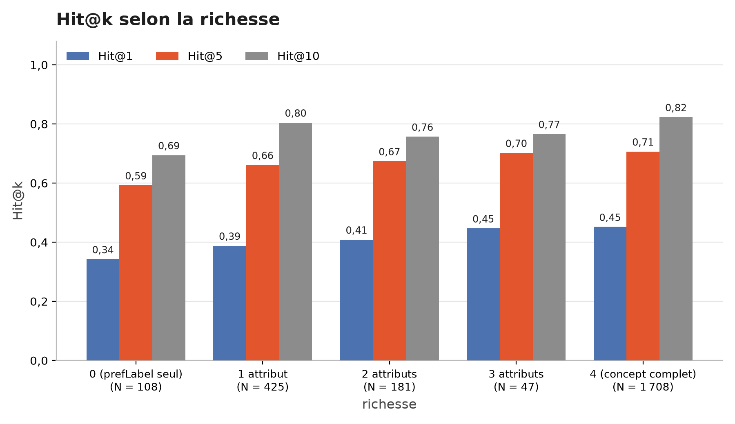 Hit@k selon la richesse
Hit@1 Hit@5 Hit@10
Hit@k
1,0
0,8
0,6
0,4
0,2
0,0
0,34 0,59 0,69
0,39 0,66 0,80
0,41 0,67 0,76
0,45 0,70 0,77
0,45 0,71 0,82
0 (prefLabel seul)
(N = 108)
1 attribut
(N = 425)
2 attributs
(N = 181)
3 attributs
(N = 47)
4 (concept complet)
(N = 1 708)
richesse